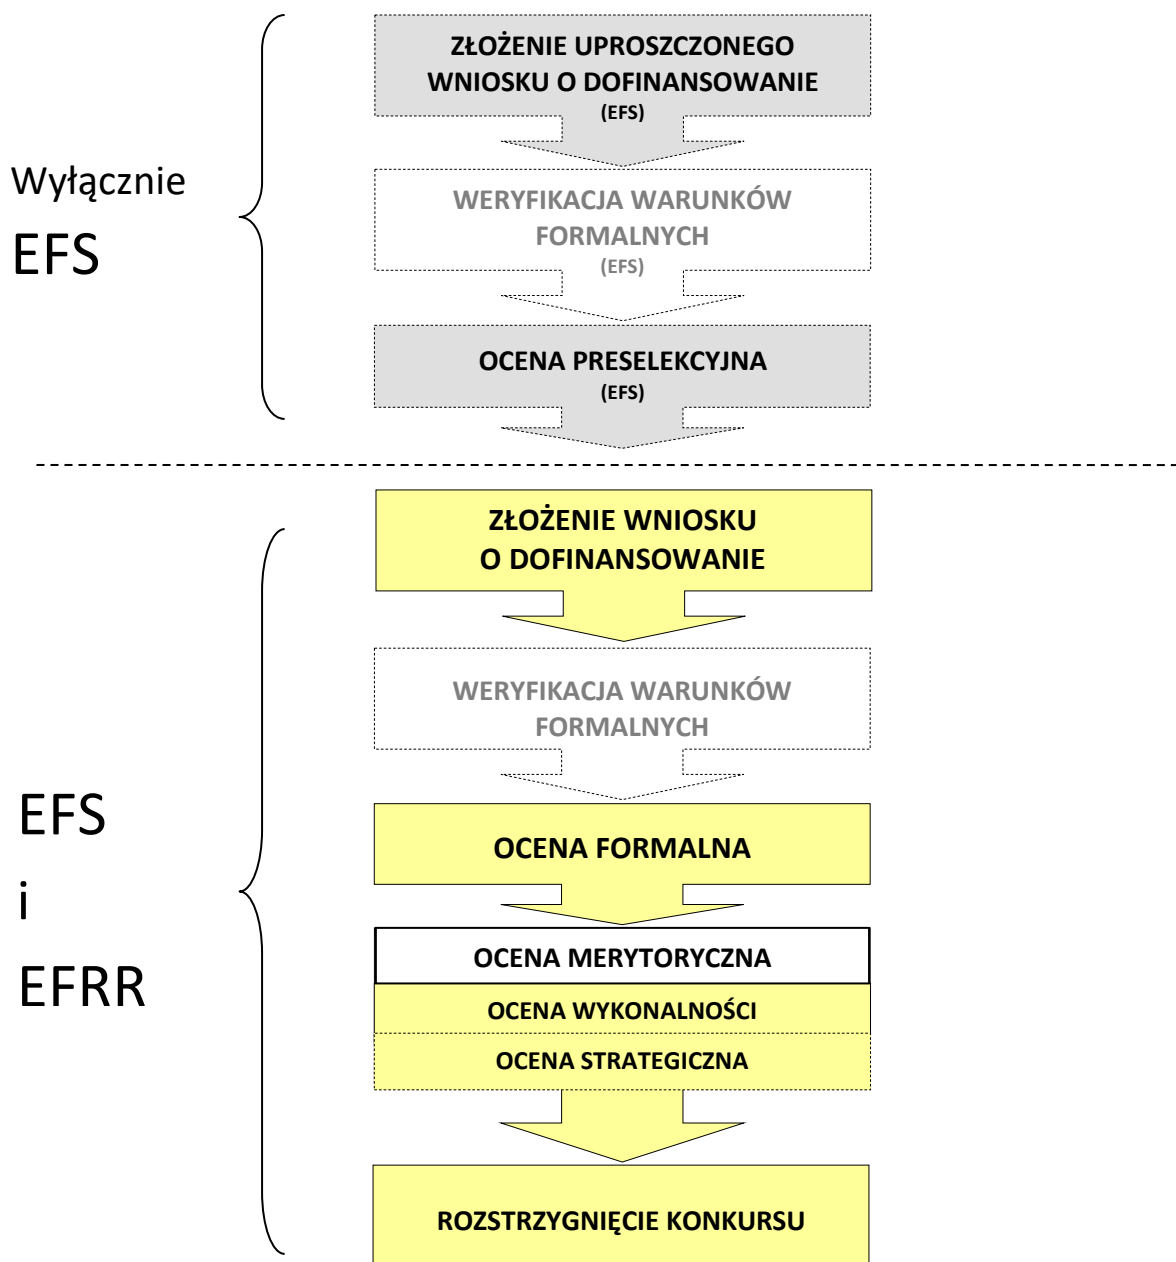 ZŁOŻENIE UPROSZCZONEGO
WNIOSKU O DOFINANSOWANIE
(EFS)
Wyłącznie
EFS
WERYFIKACJA WARUNKÓW
FORMALNYCH
(EFS)
OCENA PRESELEKCYJNA
(EFS)
ZŁOŻENIE WNIOSKU
O DOFINANSOWANIE
WERYFIKACJA WARUNKÓW
FORMALNYCH
EFS
i
EFRR
OCENA FORMALNA
OCENA MERYTORYCZNA
OCENA WYKONALNOŚCI
OCENA STRATEGICZNA
ROZSTRZYGNIĘCIE KONKURSU